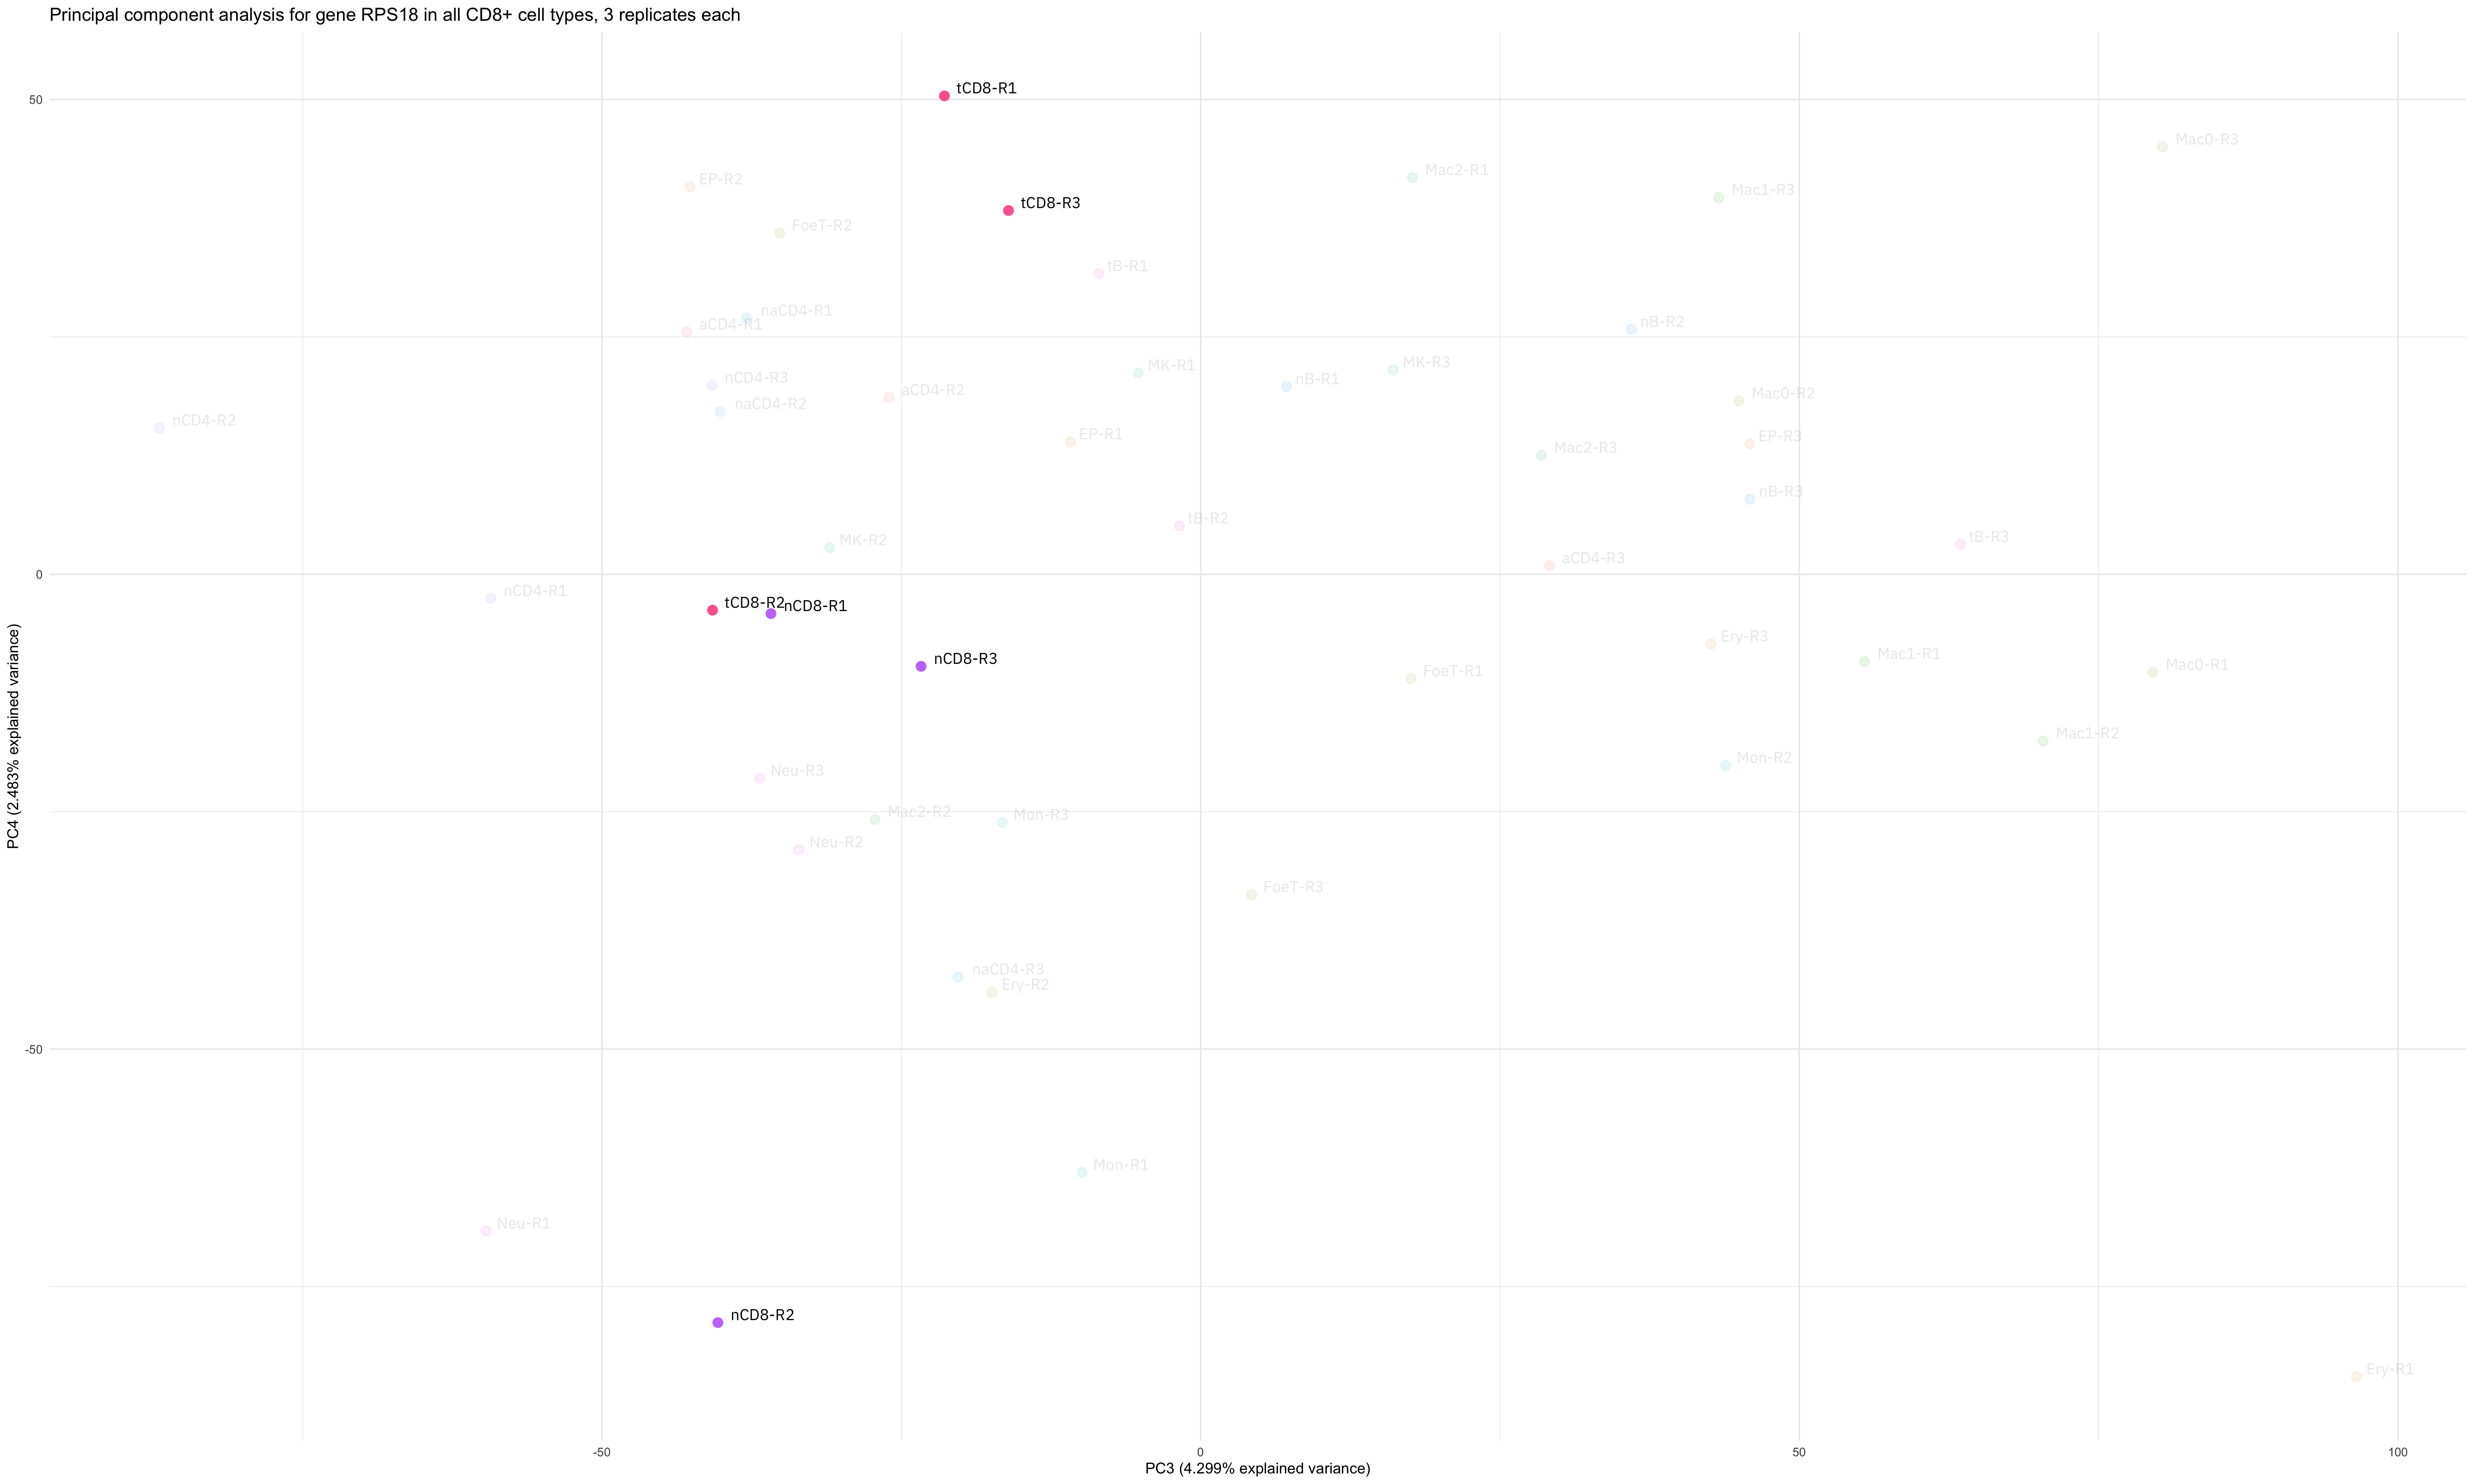 Principal component analysis for gene RPS18 in all CD8+ cell types, 3 replicates each
tCD8-R1
50
Mac0-R3
Mac2-R1
EP-R2
Mac1-R3
tCD8-R3
FoeT-R2
tB-R1
naCD4-R1
aCD4-R1
nB-R2
MK-R1
MK-R3
nCD4-R3
nB-R1
aCD4-R2
Mac0-R2
naCD4-R2
nCD4-R2
EP-R1
EP-R3
Mac2-R3
nB-R3
tB-R2
MK-R2
tB-R3
aCD4-R3
0
nCD4-R1
tCD8-R2
nCD8-R1
Ery-R3
Mac1-R1
nCD8-R3
Mac0-R1
FoeT-R1
Mac1-R2
PC4 (2.483% explained variance)
Mon-R2
Neu-R3
Mac2-R2
Mon-R3
Neu-R2
FoeT-R3
naCD4-R3
Ery-R2
-50
Mon-R1
Neu-R1
nCD8-R2
Ery-R1
-50
0
50
100
PC3 (4.299% explained variance)